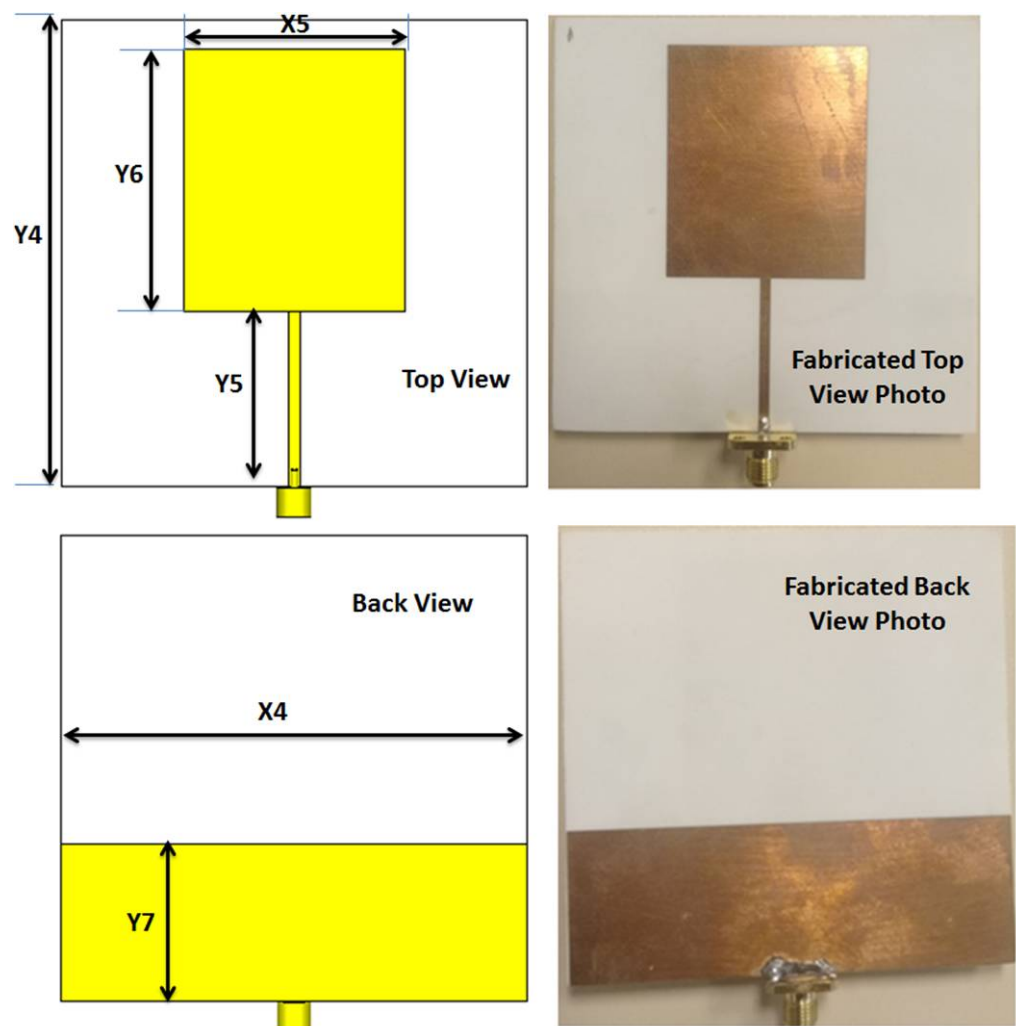 X5
Y6
Y4
Y5
Top View
Fabricated Top
View Photo
Back View
X4
Y7
Fabricated Back
View Photo